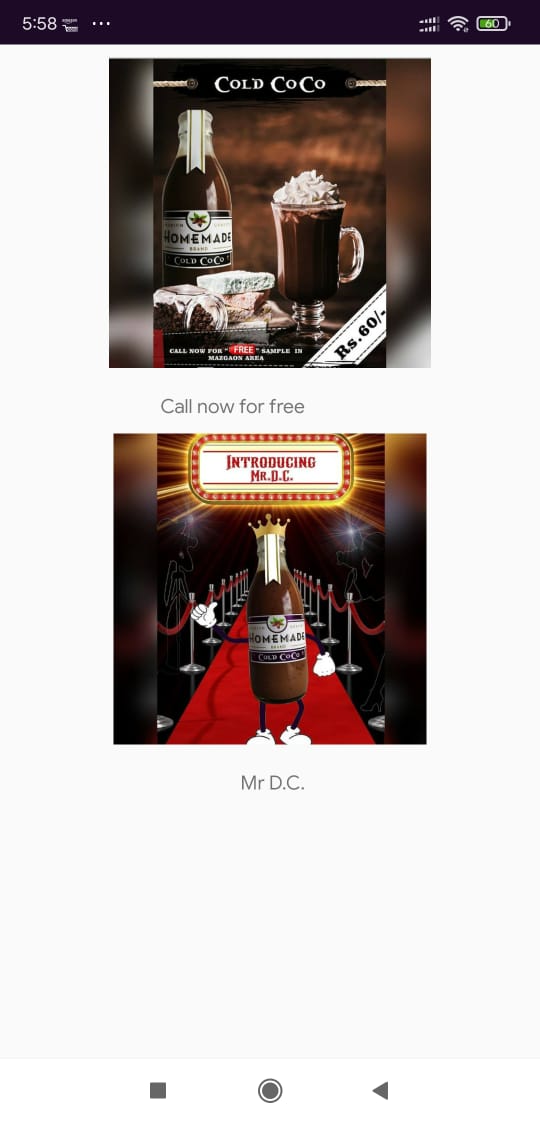 5:58
COLD COCO
HOMEMADE
BRAND
COLD COCO
Rs. 60/-
CALL NOW FOR "FREE" SAMPLE IN
MAZGAON AREA
Call now for free
INTRODUCING
MR.D.C.
HOMEMADE
BRAND
COLD COCO
Mr D.C.
60